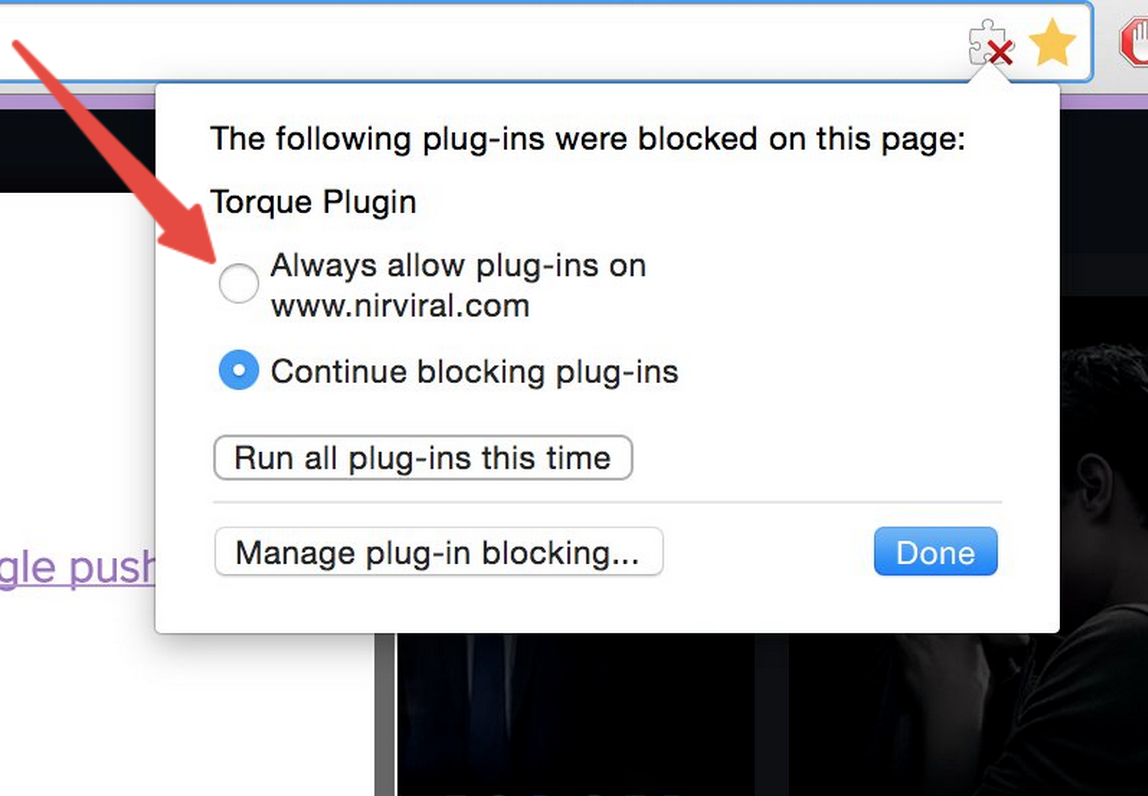 The following plug-ins were blocked on this page:
Torque Plugin
Always allow plug-ins on
www.nirviral.com
Continue blocking plug-ins
Run all plug-ins this time
gle push
Manage plug-in blocking...
Done